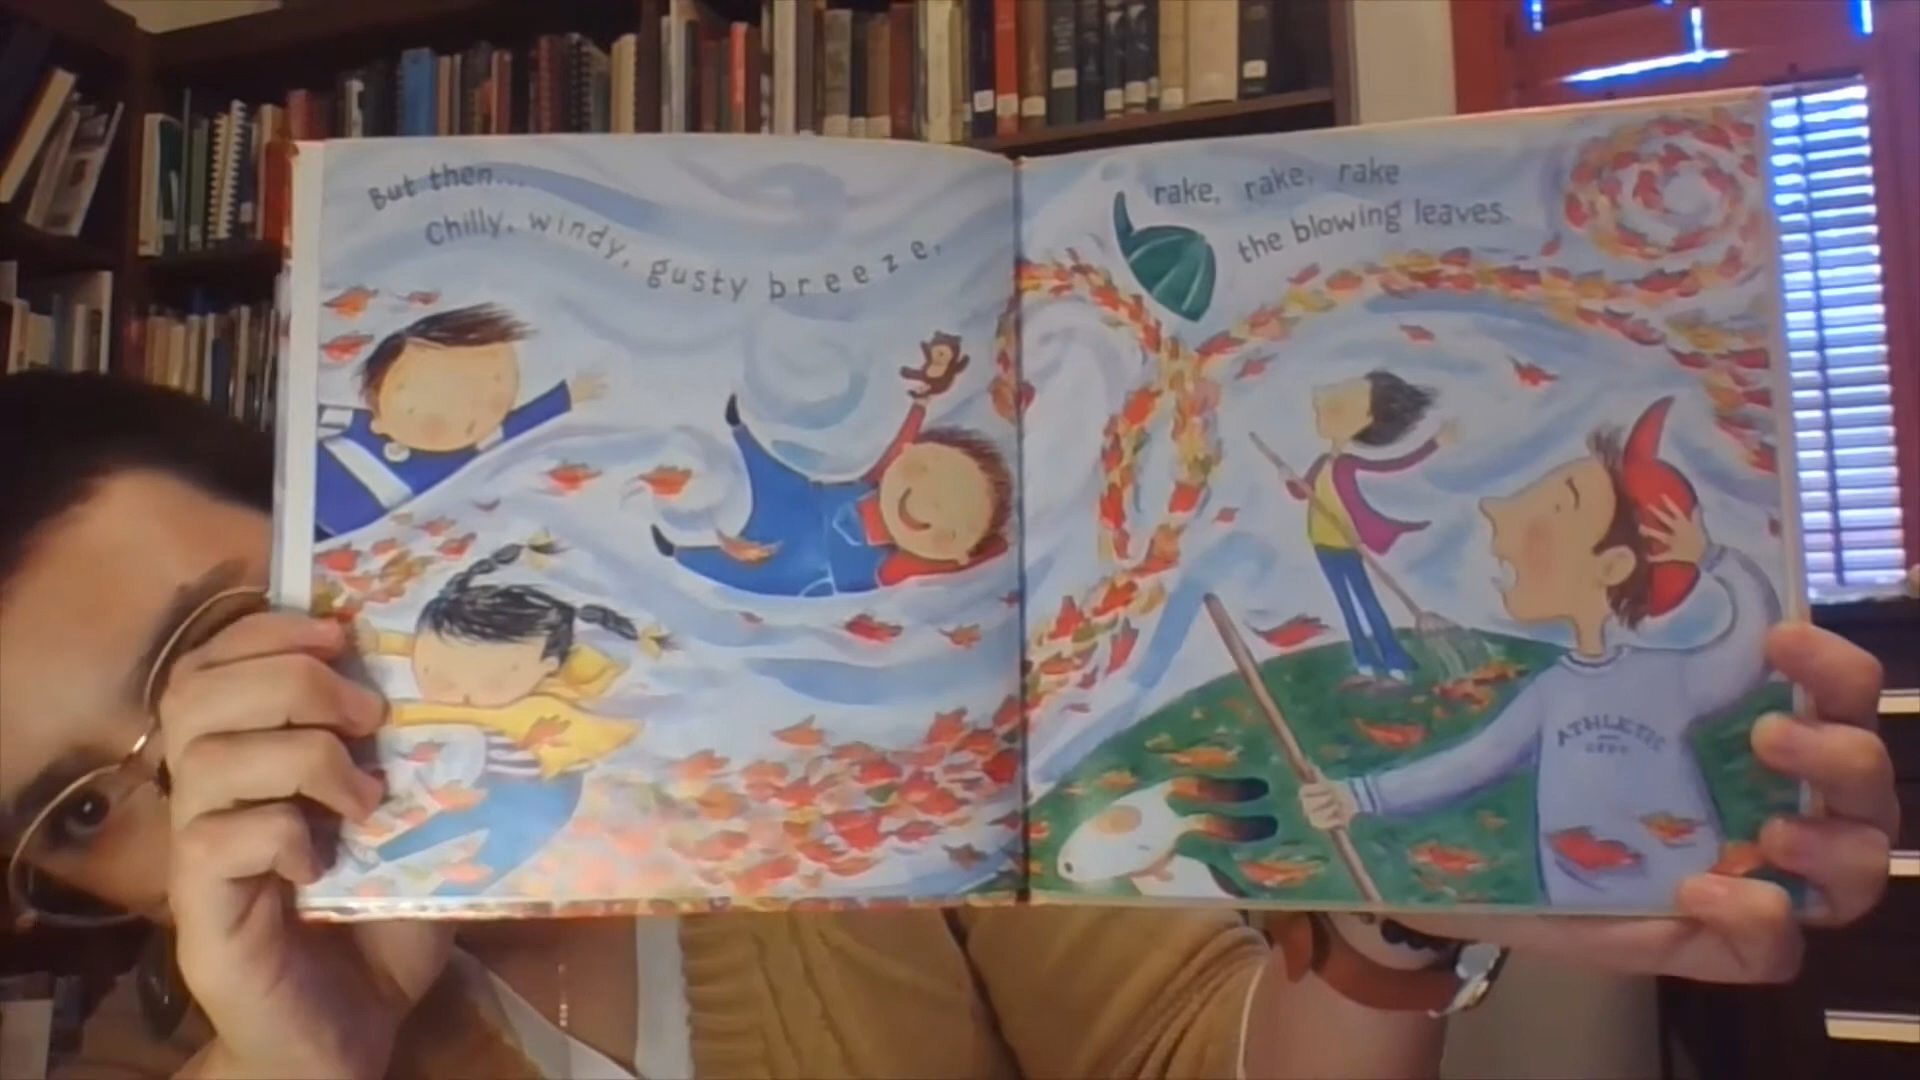 But then...
Chilly, windy, gusty breeze,
rake, rake, rake
the blowing leaves.
ATHLETIC